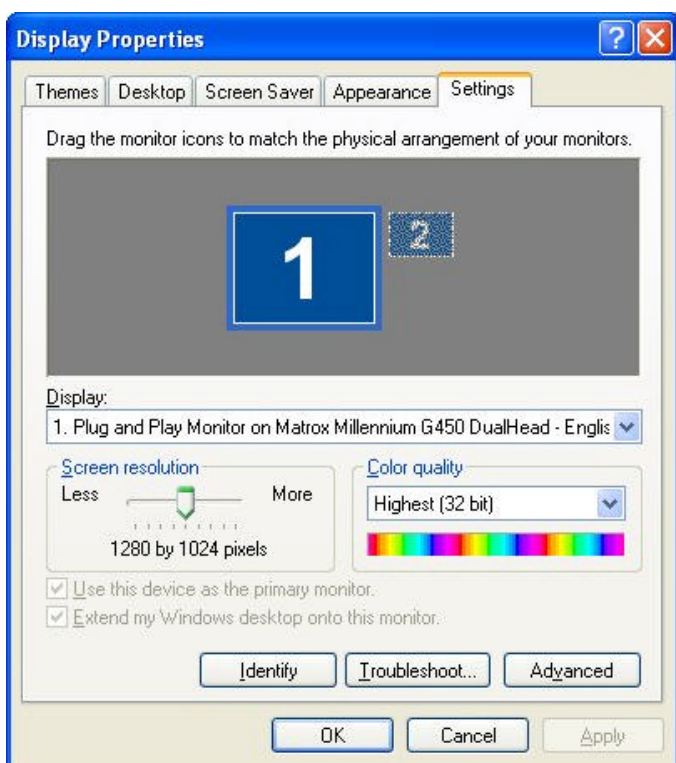 Display Properties
Themes Desktop Screen Saver Appearance Settings
Drag the monitor icons to match the physical arrangement of your monitors.
1 2
Display:
1. Plug and Play Monitor on Matrox Millennium G450 DualHead - Englis
Screen resolution Color quality
Less More Highest (32 bit)
1280 by 1024 pixels
Use this device as the primary monitor.
Extend my Windows desktop onto this monitor.
Identify Troubleshoot... Advanced
OK Cancel Apply